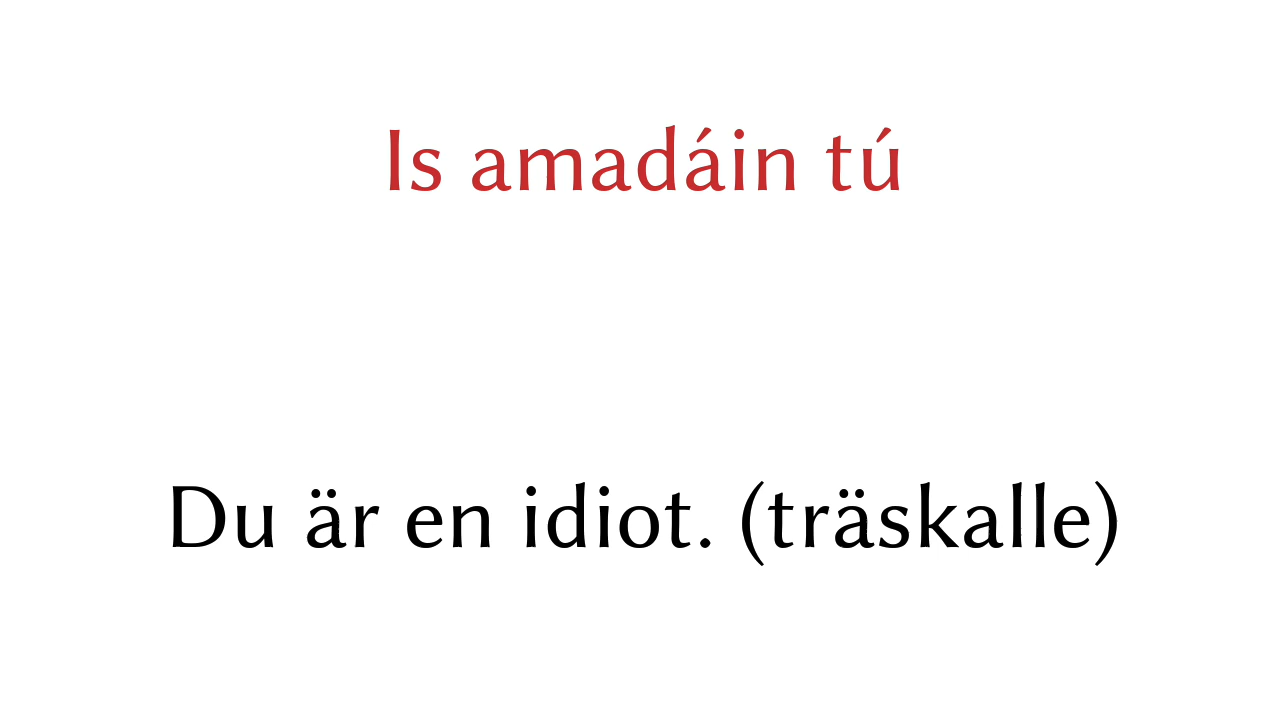 Is amadáin tú
Du är en idiot. (träskalle)